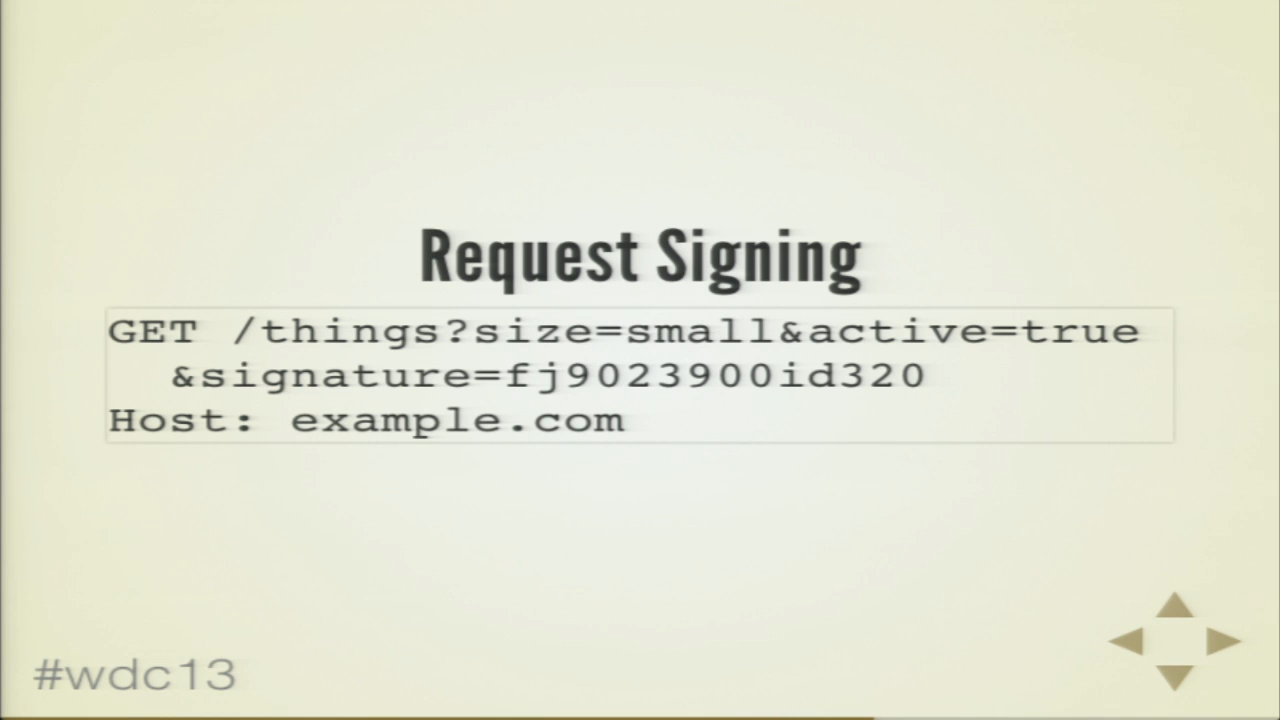 Request Signing
GET /things?size=small&active=true
&signature=fj9023900id320
Host: example.com
#wdc13